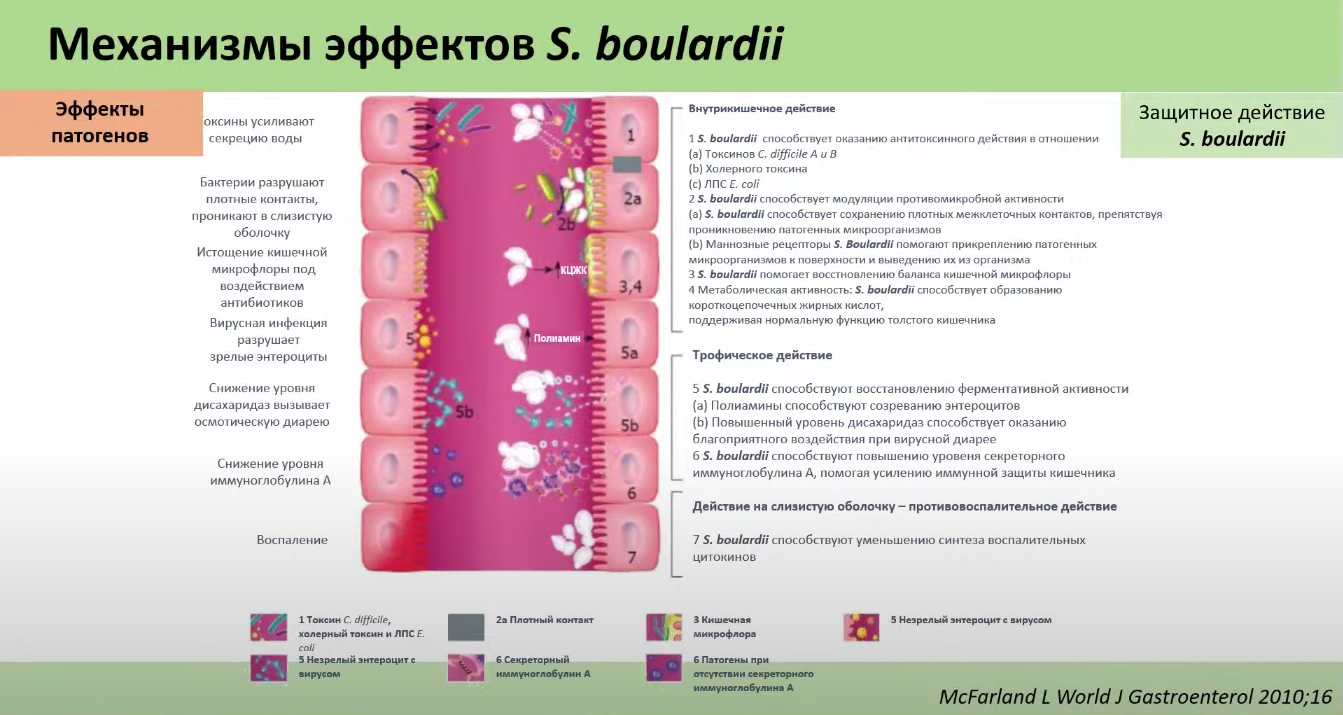 Механизмы эффектов S. boulardii
Эффекты
патогенов
Защитное действие
S. boulardii
оксины усиливают
секрецию воды
Бактерии разрушают
плотные контакты,
проникают в слизистую
оболочку
Истощение кишечной
микрофлоры под
воздействием
антибиотиков
Вирусная инфекция
разрушает
зрелые энтероциты
Снижение уровня
дисахаридаз вызывает
осмотическую диарею
Снижение уровня
иммуноглобулина А
Воспаление
1
2a
2b
КЦЖК
3,4
5
Полиамин
5a
5b
5b
6
7
Внутрикишечное действие
1 S. boulardii способствует оказанию антитоксинного действия в отношении
(a) Токсинов C. difficile А и В
(b) Холерного токсина
(c) ЛПС E. coli
2 S. boulardii способствует модуляции противомикробной активности
(a) S. boulardii способствует сохранению плотных межклеточных контактов, препятствуя
проникновению патогенных микроорганизмов
(b) Маннозные рецепторы S. Boulardii помогают прикреплению патогенных
микроорганизмов к поверхности и выведению их из организма
3 S. boulardii помогает восстновлению баланса кишечной микрофлоры
4 Метаболическая активность: S. boulardii способствует образованию
короткоцепочечных жирных кислот,
поддерживая нормальную функцию толстого кишечника
Трофическое действие
5 S. boulardii способствуют восстановлению ферментативной активности
(a) Полиамины способствуют созреванию энтероцитов
(b) Повышенный уровень дисахаридаз способствует оказанию
благоприятного воздействия при вирусной диарее
6 S. boulardii способствуют повышению уровеня секреторного
иммуноглобулина А, помогая усилению иммунной защиты кишечника
Действие на слизистую оболочку – противовоспалительное действие
7 S. boulardii способствуют уменьшению синтеза воспалительных
цитокинов
1 Токсин C. difficile,
холерный токсин и ЛПС E.
coli
2a Плотный контакт
3 Кишечная
микрофлора
5 Незрелый энтероцит с вирусом
5 Незрелый энтероцит с
вирусом
6 Секреторный
иммуноглобулин А
6 Патогены при
отсутствии секреторного
иммуноглобулина А
McFarland L World J Gastroenterol 2010;16